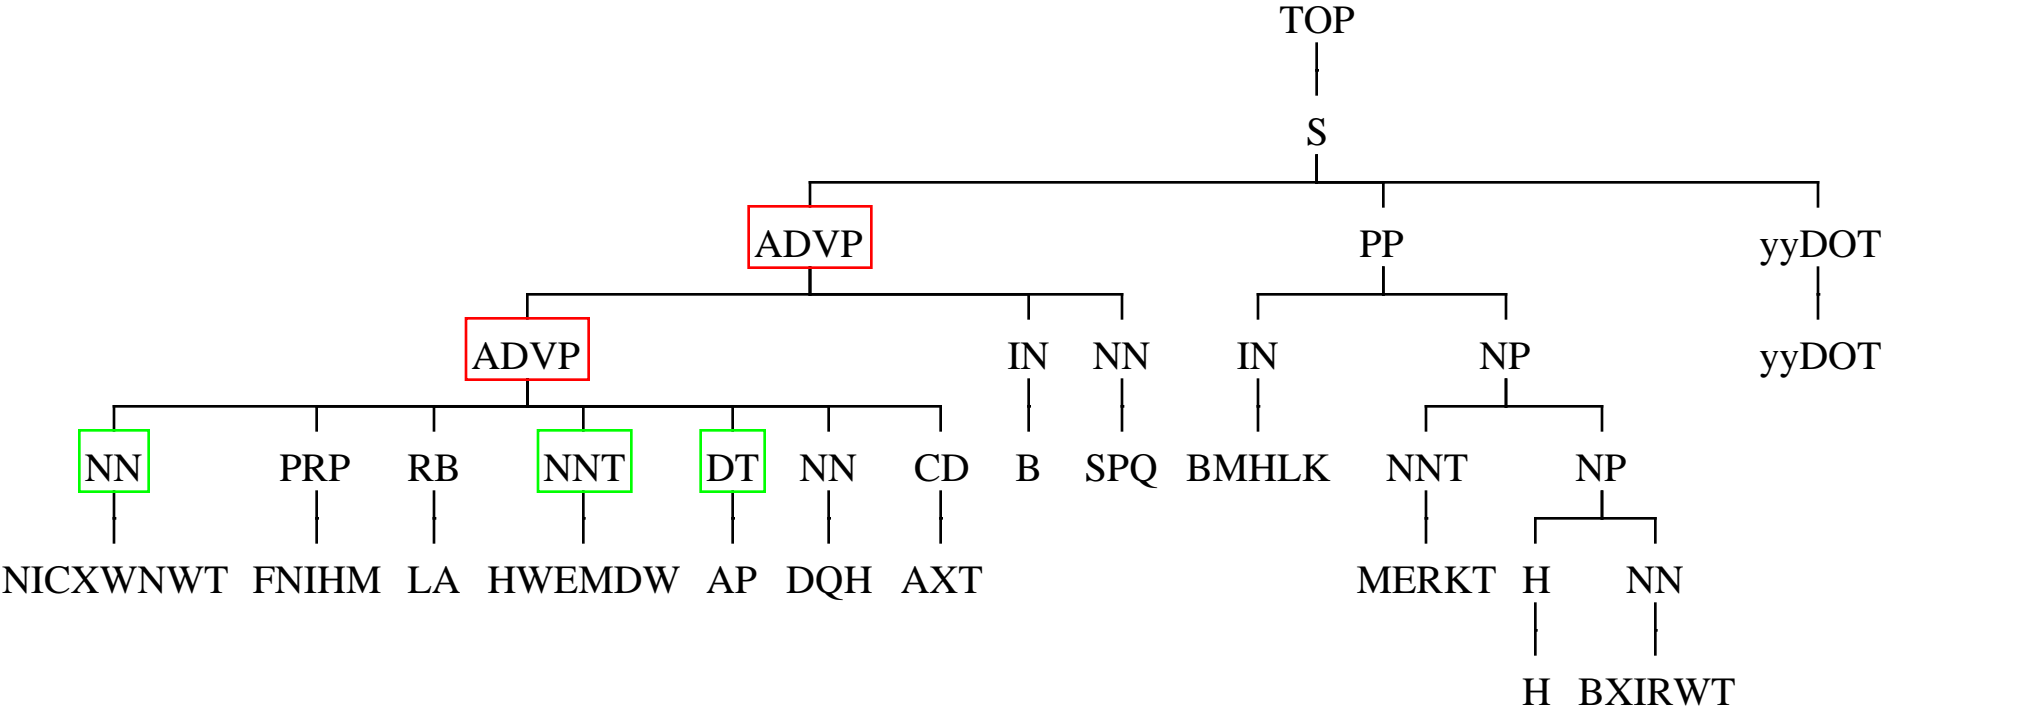 TOP
S
ADVP PP yyDOT
ADVP IN NN IN NP yyDOT
NN PRP RB NNT DT NN CD B SPQ BMHLK NNT NP
NICXWNWT FNIHM LA HWEMDW AP DQH AXT MERKT H NN
H BXIRWT